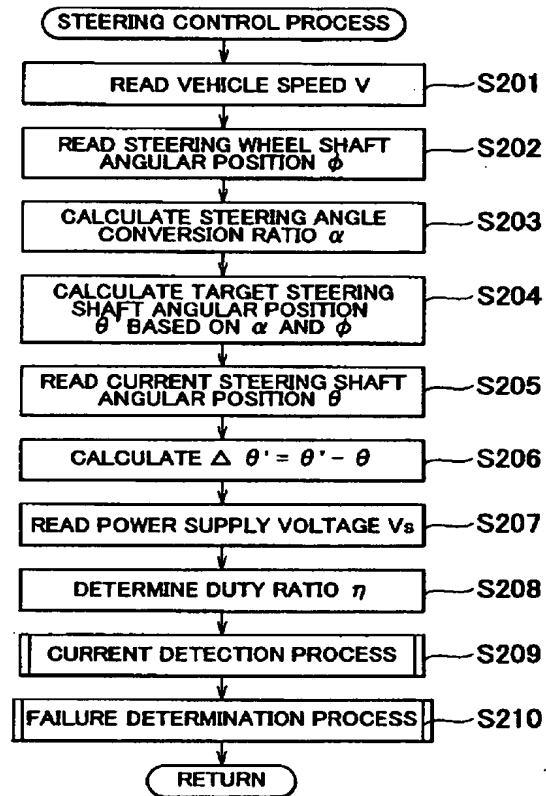 STEERING CONTROL PROCESS
READ VEHICLE SPEED V
S201
READ STEERING WHEEL SHAFT
ANGULAR POSITION ϕ
S202
CALCULATE STEERING ANGLE
CONVERSION RATIO α
S203
CALCULATE TARGET STEERING
SHAFT ANGULAR POSITION
θ' BASED ON α AND ϕ
S204
READ CURRENT STEERING SHAFT
ANGULAR POSITION θ
S205
CALCULATE △ θ' = θ' - θ
S206
READ POWER SUPPLY VOLTAGE Vs
S207
DETERMINE DUTY RATIO η
S208
CURRENT DETECTION PROCESS
S209
FAILURE DETERMINATION PROCESS
S210
RETURN